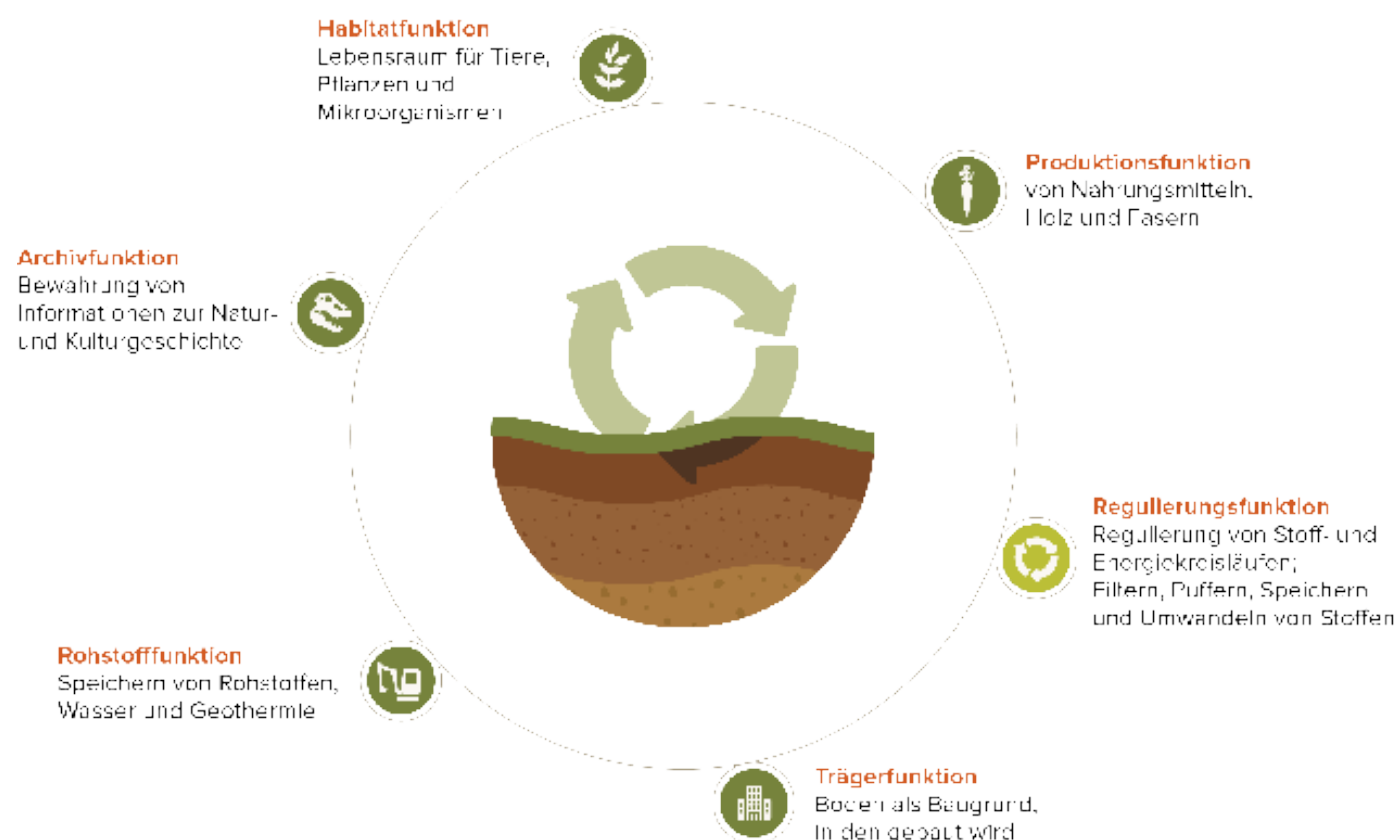 Habitatfunktion
Lebensraum für Tiere,
Pflanzen und
Mikroorganismen
Produktionsfunktion
von Nahrungsmitteln,
Holz und Fasern
Archivfunktion
Bewahrung von
Informationen zur Natur-
und Kulturgeschichte
Regulierungsfunktion
Regulierung von Stoff- und
Energiekreisläufen;
Filtern, Puffern, Speichern
und Umwandeln von Stoffen
Rohstofffunktion
Speichern von Rohstoffen,
Wasser und Geothermie
Trägerfunktion
Boden als Baugrund,
in den gebaut wird